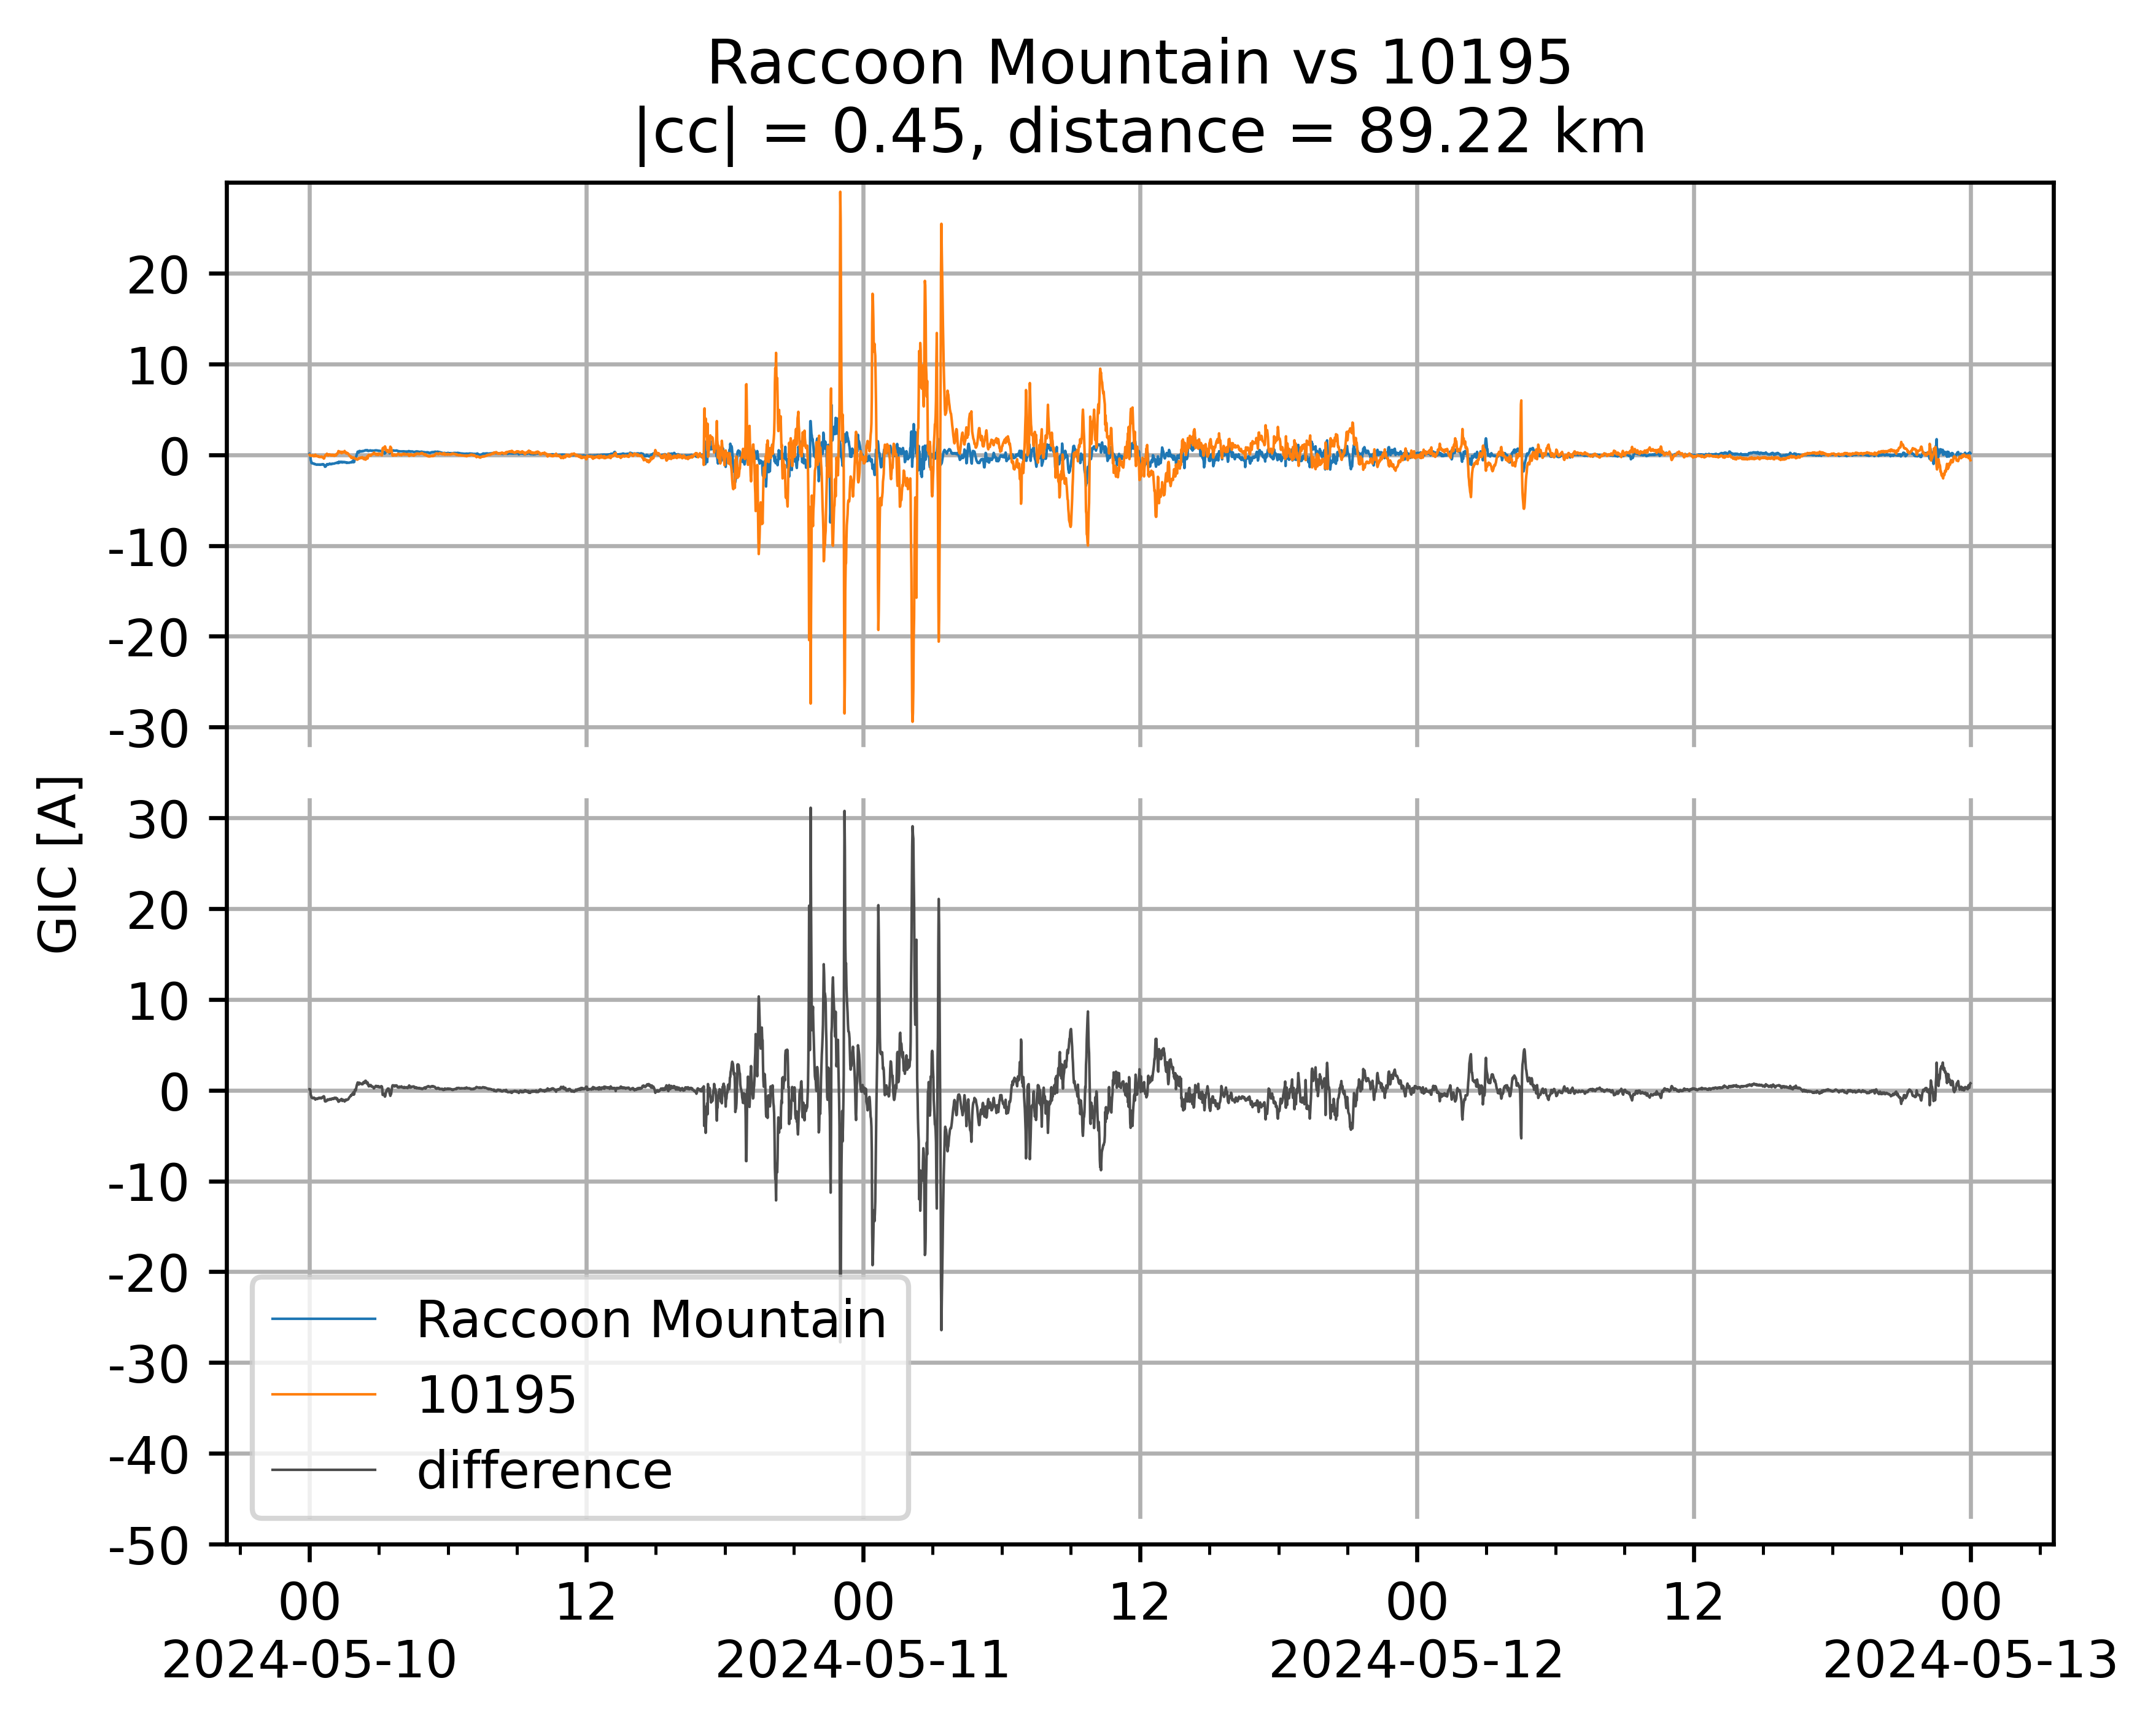 Raccoon Mountain vs 10195
|cc| = 0.45, distance = 89.22 km
GIC [A]
20
10
0
-10
-20
-30
30
20
10
0
-10
-20
-30
-40
-50
Raccoon Mountain
10195
difference
00 12 00 12 00 12 00
2024-05-10 2024-05-11 2024-05-12 2024-05-13